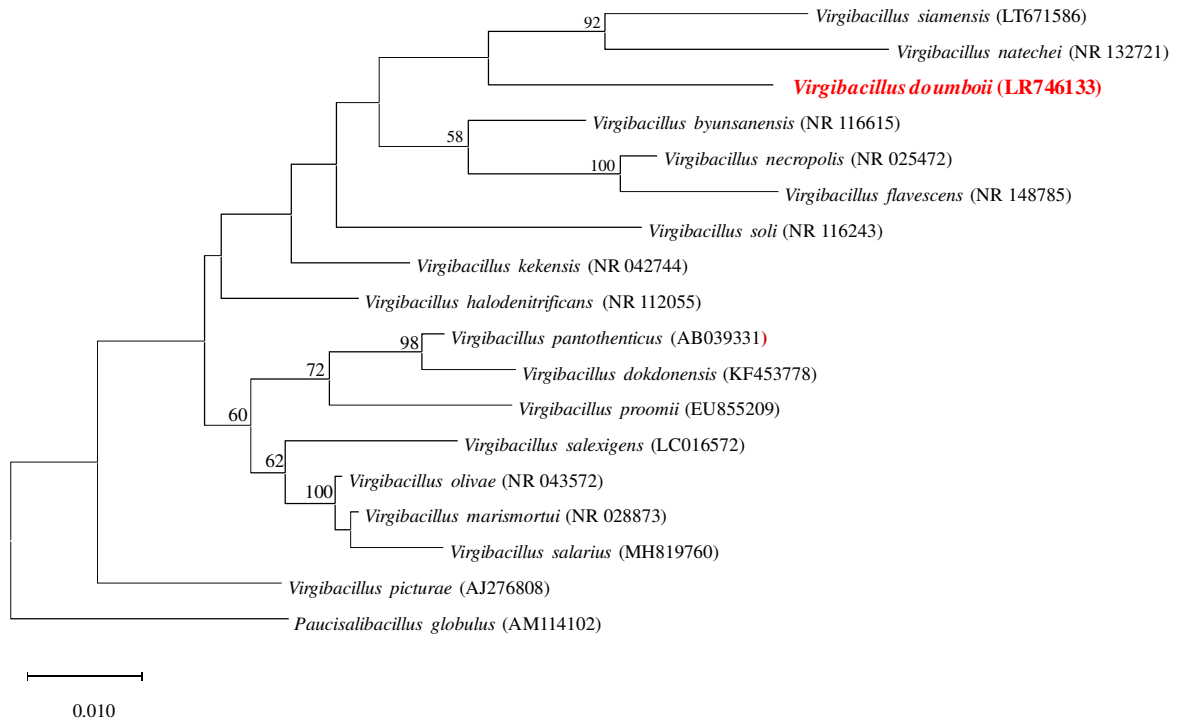 92
Virgibacillus siamensis (LT671586)
Virgibacillus natechei (NR 132721)
Virgibacillus doumboii (LR746133)
58
Virgibacillus byunsanensis (NR 116615)
100
Virgibacillus necropolis (NR 025472)
Virgibacillus flavescens (NR 148785)
Virgibacillus soli (NR 116243)
Virgibacillus kekensis (NR 042744)
Virgibacillus halodenitrificans (NR 112055)
98
Virgibacillus pantothenticus (AB039331)
72
Virgibacillus dokdonensis (KF453778)
Virgibacillus proomii (EU855209)
60
Virgibacillus salexigens (LC016572)
62
Virgibacillus olivae (NR 043572)
100
Virgibacillus marismortui (NR 028873)
Virgibacillus salarius (MH819760)
Virgibacillus picturae (AJ276808)
Paucisalibacillus globulus (AM114102)
0.010